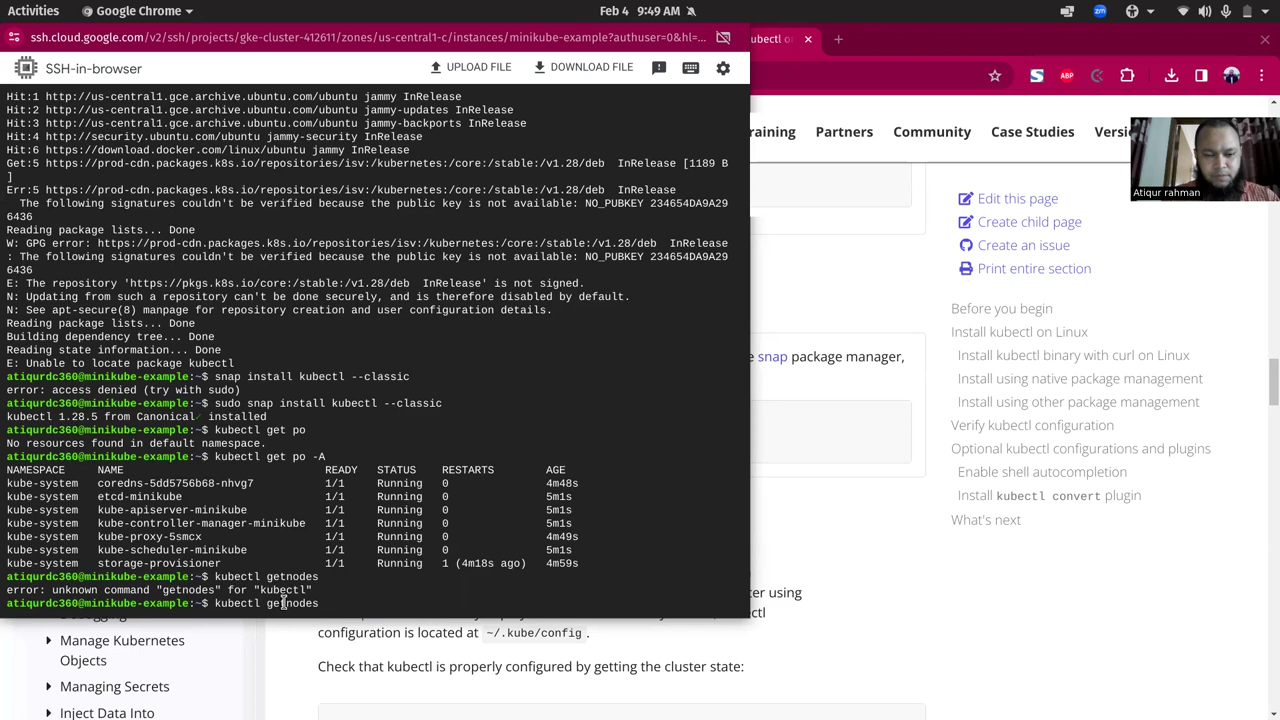 Activities
Google Chrome
Feb 4 9:49 AM
zm
ssh.cloud.google.com/v2/ssh/projects/gke-cluster-412611/zones/us-central1-c/instances/minikube-example?authuser=0&hl=...
ubectl o
SSH-in-browser
UPLOAD FILE
DOWNLOAD FILE
S
ABP
Hit:1 http://us-central1.gce.archive.ubuntu.com/ubuntu jammy InRelease
Hit:2 http://us-central1.gce.archive.ubuntu.com/ubuntu jammy-updates InRelease
Hit:3 http://us-central1.gce.archive.ubuntu.com/ubuntu jammy-backports InRelease
Hit:4 http://security.ubuntu.com/ubuntu jammy-security InRelease
Hit:6 https://download.docker.com/linux/ubuntu jammy InRelease
Get:5 https://prod-cdn.packages.k8s.io/repositories/isv:/kubernetes:/core:/stable:/v1.28/deb  InRelease [1189 B
]
Err:5 https://prod-cdn.packages.k8s.io/repositories/isv:/kubernetes:/core:/stable:/v1.28/deb  InRelease
The following signatures couldn't be verified because the public key is not available: NO_PUBKEY 234654DA9A29
6436
Reading package lists... Done
W: GPG error: https://prod-cdn.packages.k8s.io/repositories/isv:/kubernetes:/core:/stable:/v1.28/deb  InRelease
: The following signatures couldn't be verified because the public key is not available: NO_PUBKEY 234654DA9A29
6436
E: The repository 'https://pkgs.k8s.io/core:/stable:/v1.28/deb  InRelease' is not signed.
N: Updating from such a repository can't be done securely, and is therefore disabled by default.
N: See apt-secure(8) manpage for repository creation and user configuration details.
Reading package lists... Done
Building dependency tree... Done
Reading state information... Done
E: Unable to locate package kubectl
atiqurdc360@minikube-example:~$ snap install kubectl --classic
error: access denied (try with sudo)
atiqurdc360@minikube-example:~$ sudo snap install kubectl --classic
kubectl 1.28.5 from Canonical✓ installed
atiqurdc360@minikube-example:~$ kubectl get po
No resources found in default namespace.
atiqurdc360@minikube-example:~$ kubectl get po -A
NAMESPACE NAME READY STATUS RESTARTS AGE
kube-system coredns-5dd5756b68-nhvg7 1/1 Running 0 4m48s
kube-system etcd-minikube 1/1 Running 0 5m1s
kube-system kube-apiserver-minikube 1/1 Running 0 5m1s
kube-system kube-controller-manager-minikube 1/1 Running 0 5m1s
kube-system kube-proxy-5smcx 1/1 Running 0 4m49s
kube-system kube-scheduler-minikube 1/1 Running 0 5m1s
kube-system storage-provisioner 1/1 Running 1 (4m18s ago) 4m59s
atiqurdc360@minikube-example:~$ kubectl getnodes
error: unknown command "getnodes" for "kubectl"
atiqurdc360@minikube-example:~$ kubectl getnodes
raining
Partners
Community
Case Studies
Versi
Atiqur rahman
e snap package manager,
Edit this page
Create child page
Create an issue
Print entire section
Before you begin
Install kubectl on Linux
Install kubectl binary with curl on Linux
Install using native package management
Install using other package management
Verify kubectl configuration
Optional kubectl configurations and plugins
Enable shell autocompletion
Install kubectl convert plugin
What's next
ter using
ectl
configuration is located at ~/.kube/config .
Check that kubectl is properly configured by getting the cluster state:
Manage Kubernetes
Objects
Managing Secrets
Inject Data Into